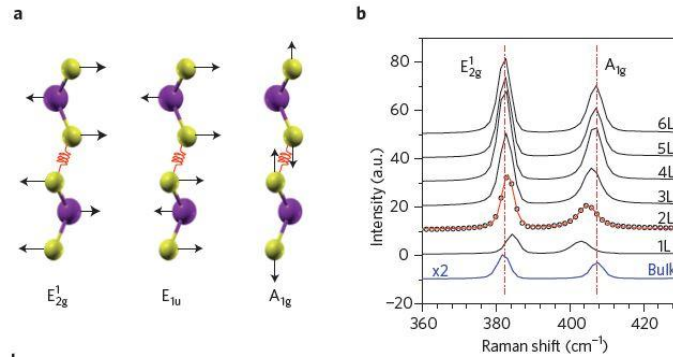 a
b
E¹₂g
E₁u
A₁g
80
60
40
20
0
−20
Intensity (a.u.)
E¹₂g
A₁g
6L
5L
4L
3L
2L
1L
x2
Bulk
360
380
400
420
Raman shift (cm⁻¹)